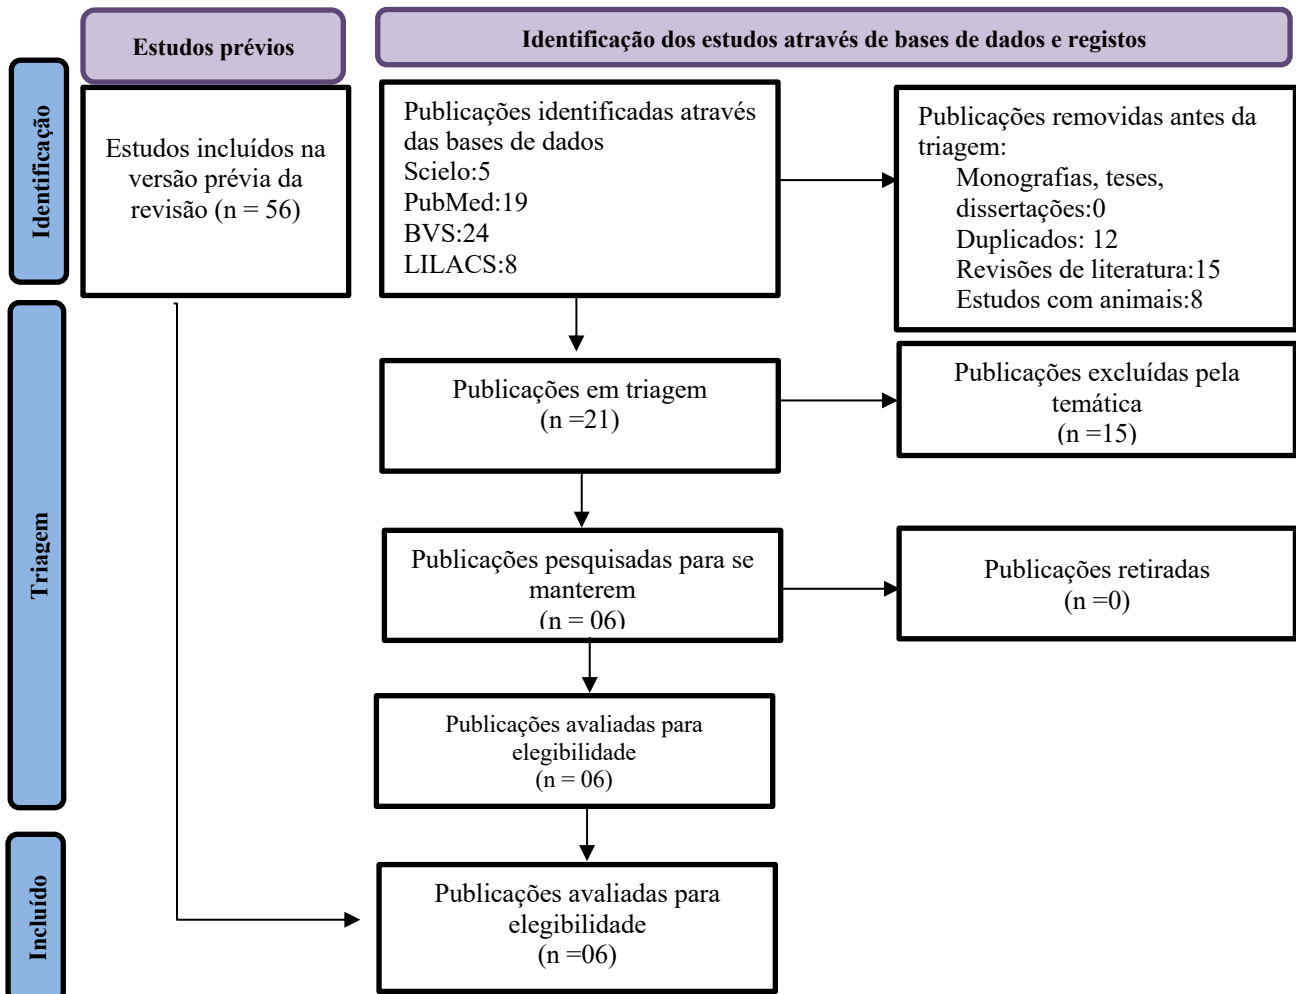 Estudos prévios
Identificação dos estudos através de bases de dados e registos
Identificação
Estudos incluídos na
versão prévia da
revisão (n = 56)
Publicações identificadas através
das bases de dados
Scielo:5
PubMed:19
BVS:24
LILACS:8
Publicações removidas antes da
triagem:
Monografias, teses,
dissertações:0
Duplicados: 12
Revisões de literatura:15
Estudos com animais:8
Triagem
Publicações em triagem
(n =21)
Publicações excluídas pela
temática
(n =15)
Publicações pesquisadas para se
manterem
(n = 06)
Publicações retiradas
(n =0)
Publicações avaliadas para
elegibilidade
(n = 06)
Incluído
Publicações avaliadas para
elegibilidade
(n =06)